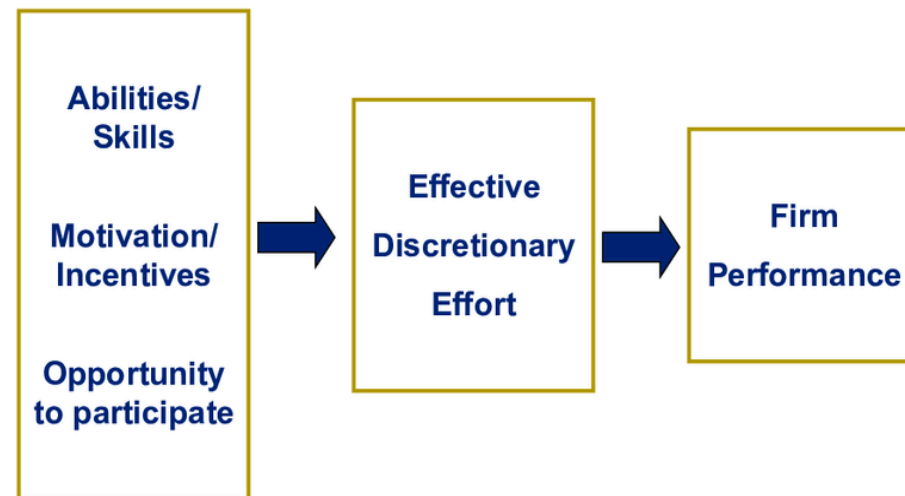 Abilities/
Skills
Motivation/
Incentives
Opportunity
to participate
Effective
Discretionary
Effort
Firm
Performance